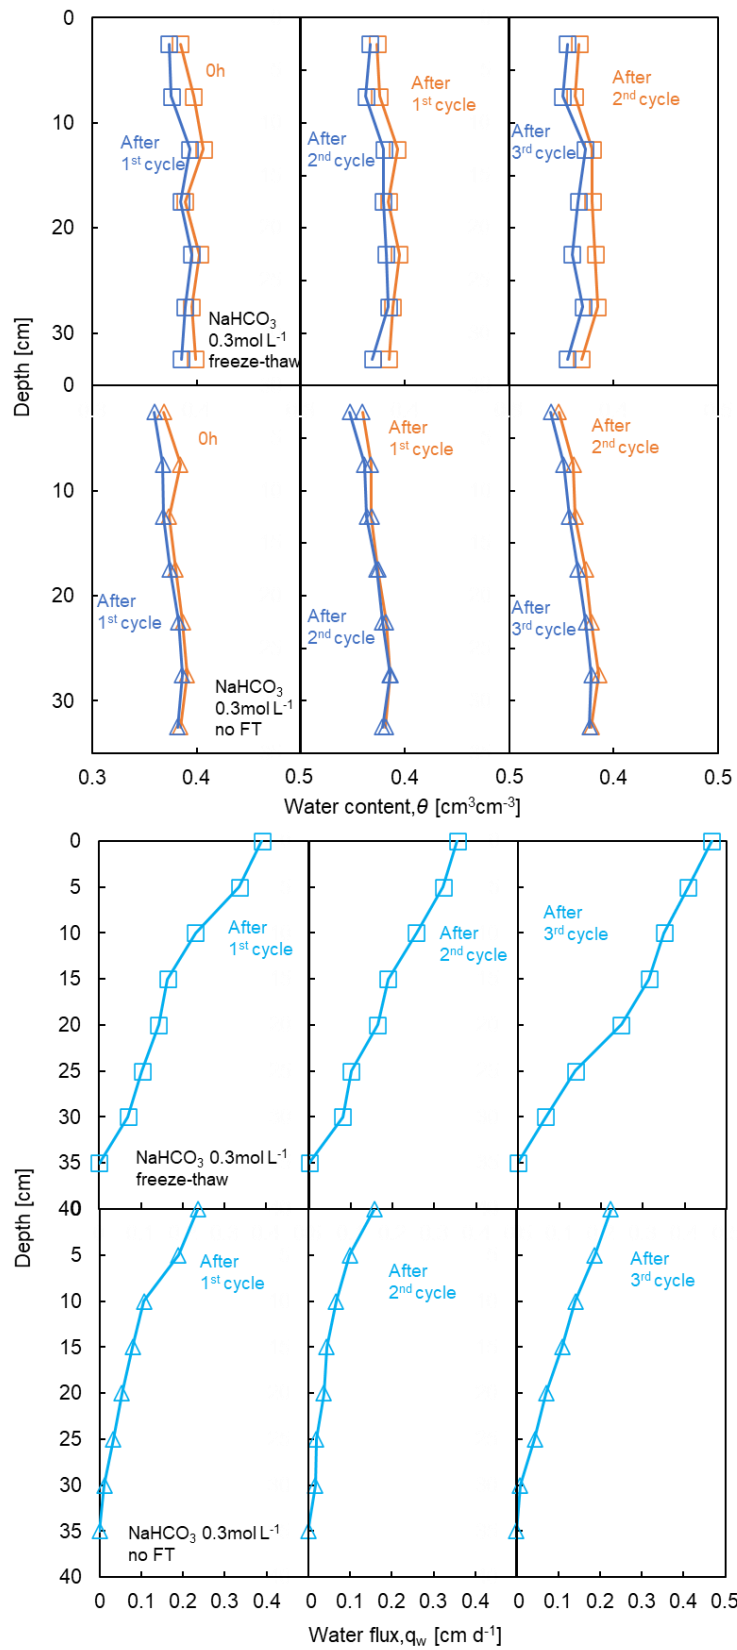 0
0h
After
1st cycle
After
1st cycle
After
2nd cycle
After
2nd cycle
After
3rd cycle
10
20
30
NaHCO3
0.3mol L-1
freeze-thaw
Depth [cm]
0
0h
After
1st cycle
After
2nd cycle
10
20
After
1st cycle
After
2nd cycle
After
3rd cycle
30
NaHCO3
0.3mol L-1
no FT
0.3 0.4 0.5 0.4 0.5 0.4 0.5
Water content,θ [cm3cm-3]
0
5
After
1st cycle
After
2nd cycle
After
3rd cycle
10
15
20
25
30
35
NaHCO3 0.3mol L-1
freeze-thaw
Depth [cm]
40
0
5
After
1st cycle
After
2nd cycle
After
3rd cycle
10
15
20
25
30
35
NaHCO3 0.3mol L-1
no FT
40
0 0.1 0.2 0.3 0.4 0 0.1 0.2 0.3 0.4 0 0.1 0.2 0.3 0.4 0.5
Water flux,qw [cm d-1]